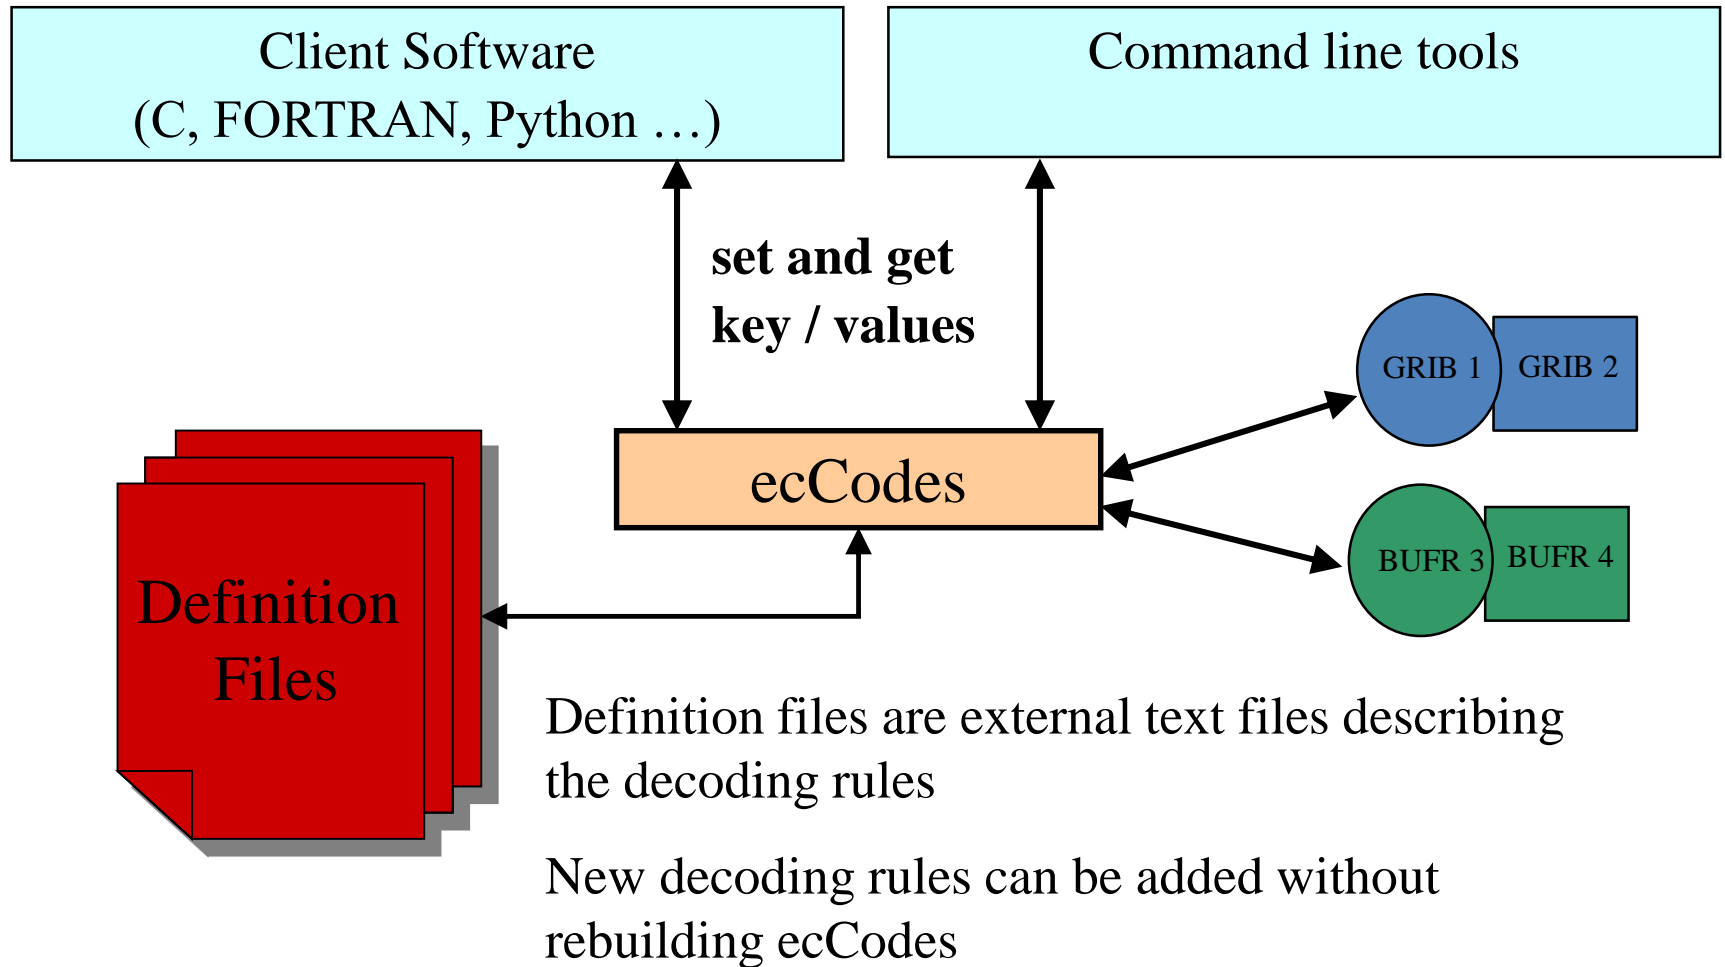 Client Software
(C, FORTRAN, Python …)
Command line tools
set and get
key / values
GRIB 1
GRIB 2
ecCodes
BUFR 3
BUFR 4
Definition
Files
Definition files are external text files describing
the decoding rules
New decoding rules can be added without
rebuilding ecCodes